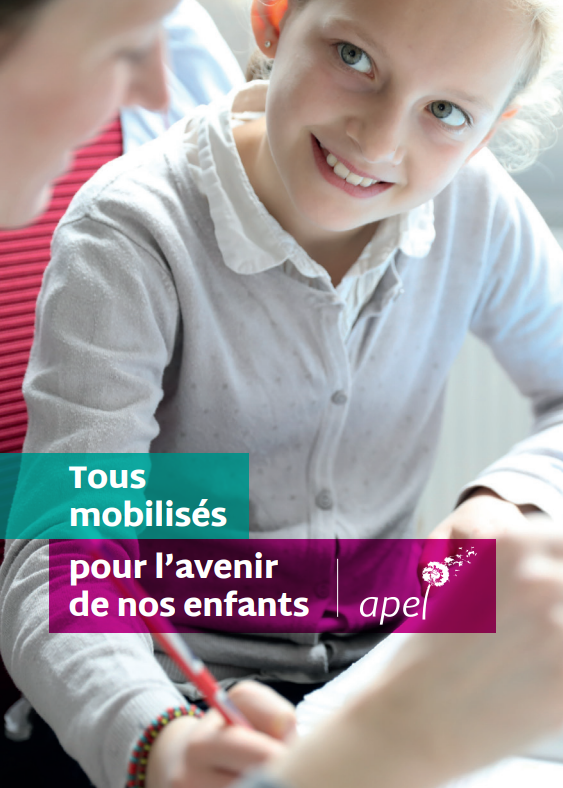 Tous
mobilisés
pour l’avenir
de nos enfants
apel